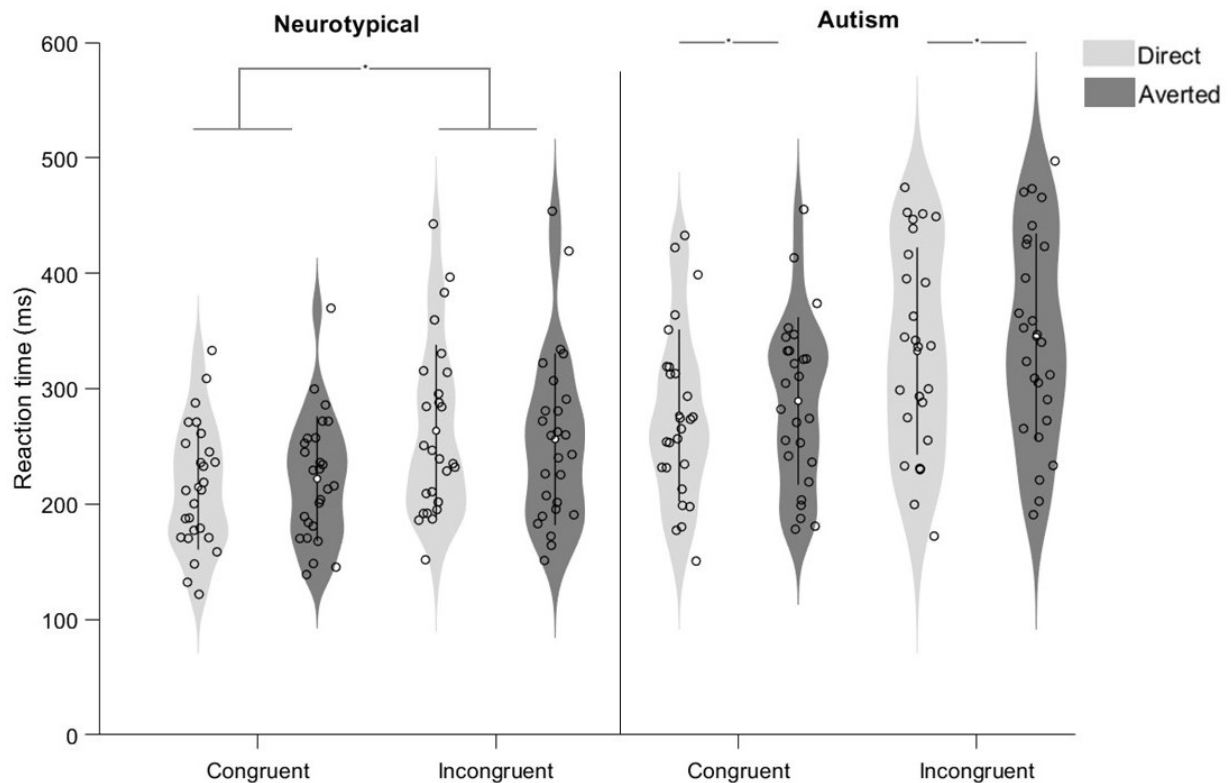 Neurotypical
Autism
Direct
Averted
Reaction time (ms)
600
500
400
300
200
100
0
*
*
*
Congruent
Incongruent
Congruent
Incongruent